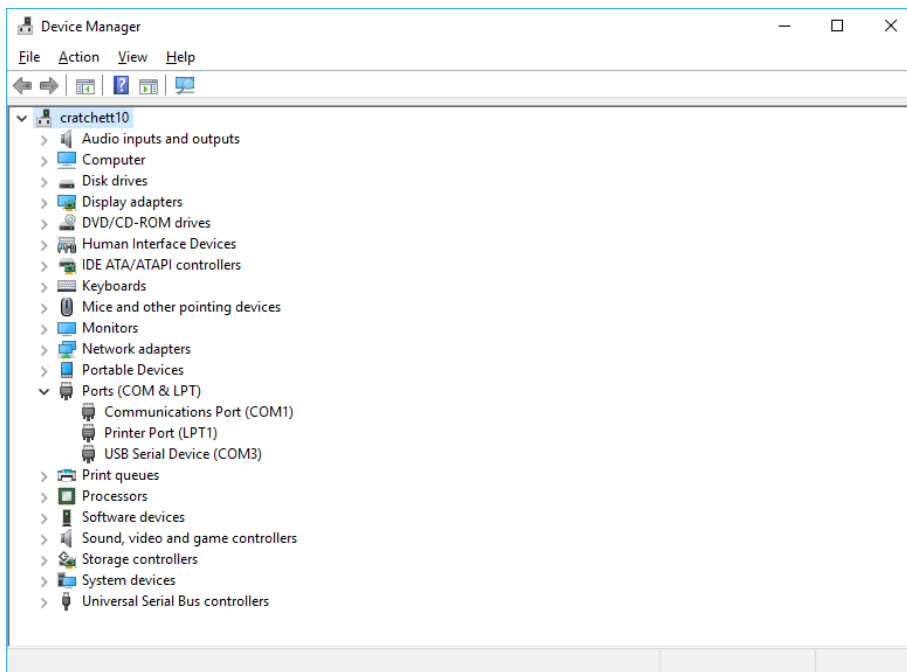 Device Manager
File Action View Help
cratchett10
Audio inputs and outputs
Computer
Disk drives
Display adapters
DVD/CD-ROM drives
Human Interface Devices
IDE ATA/ATAPI controllers
Keyboards
Mice and other pointing devices
Monitors
Network adapters
Portable Devices
Ports (COM & LPT)
Communications Port (COM1)
Printer Port (LPT1)
USB Serial Device (COM3)
Print queues
Processors
Software devices
Sound, video and game controllers
Storage controllers
System devices
Universal Serial Bus controllers